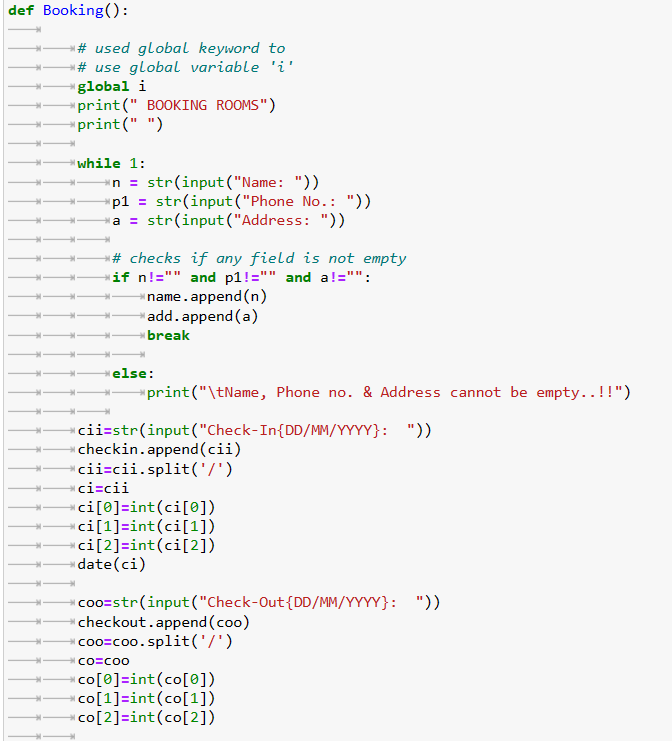 def Booking():
# used global keyword to
# use global variable 'i'
global i
print(" BOOKING ROOMS")
print(" ")
while 1:
n = str(input("Name: "))
p1 = str(input("Phone No.: "))
a = str(input("Address: "))
# checks if any field is not empty
if n!="" and p1!="" and a!="":
name.append(n)
add.append(a)
break
else:
print("\tName, Phone no. & Address cannot be empty..!!")
cii=str(input("Check-In{DD/MM/YYYY}:  "))
checkin.append(cii)
cii=cii.split('/')
ci=cii
ci[0]=int(ci[0])
ci[1]=int(ci[1])
ci[2]=int(ci[2])
date(ci)
coo=str(input("Check-Out{DD/MM/YYYY}:  "))
checkout.append(coo)
coo=coo.split('/')
co=coo
co[0]=int(co[0])
co[1]=int(co[1])
co[2]=int(co[2])